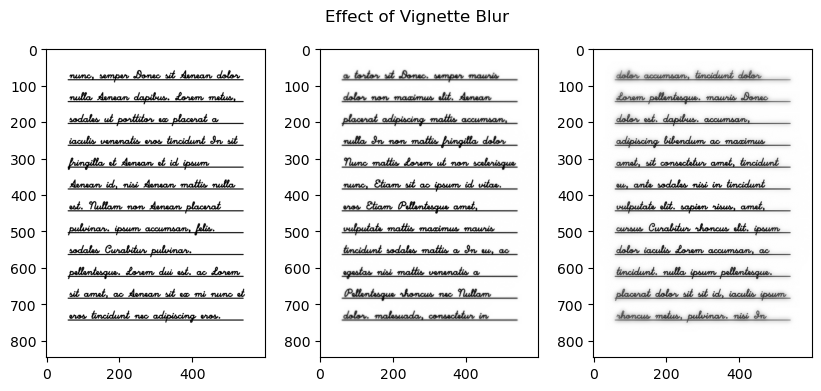 Effect of Vignette Blur
0
100
200
300
400
500
600
700
800
0
200
400
nunc, semper Donec sit Aenean dolor
nulla Aenean dapibus. Lorem metus,
sodales ut porttitor ex placerat a
iaculis venenatis eros tincidunt In sit
fringilla et Aenean et id ipsum
Aenean id, nisi Aenean mattis nulla
est. Nullam non Aenean placerat
pulvinar. ipsum accumsan, felis.
sodales Curabitur pulvinar.
pellentesque. Lorem dui est. ac Lorem
sit amet, ac Aenean sit ex mi nunc et
eros tincidunt nec adipiscing eros.
0
100
200
300
400
500
600
700
800
0
200
400
a tortor sit Donec. semper mauris
dolor non maximus elit. Aenean
placerat adipiscing mattis accumsan,
nulla In non mattis fringilla dolor
Nunc mattis Lorem ut non scelerisque
nunc, Etiam sit ac ipsum id vitae.
eros Etiam Pellentesque amet,
vulputate mattis maximus mauris
tincidunt sodales mattis a In eu, ac
egestas nisi mattis venenatis a
Pellentesque rhoncus nec Nullam
dolor. malesuada, consectetur in
0
100
200
300
400
500
600
700
800
0
200
400
dolor accumsan, tincidunt dolor
Lorem pellentesque. mauris Donec
dolor est. dapibus. accumsan,
adipiscing bibendum ac maximus
amet, sit consectetur amet, tincidunt
eu, ante sodales nisi in tincidunt
vulputate elit. sapien risus, amet,
cursus Curabitur rhoncus elit. ipsum
dolor iaculis Lorem accumsan, ac
tincidunt. nulla ipsum pellentesque.
placerat dolor sit sit id, iaculis ipsum
rhoncus metus, pulvinar. nisi In